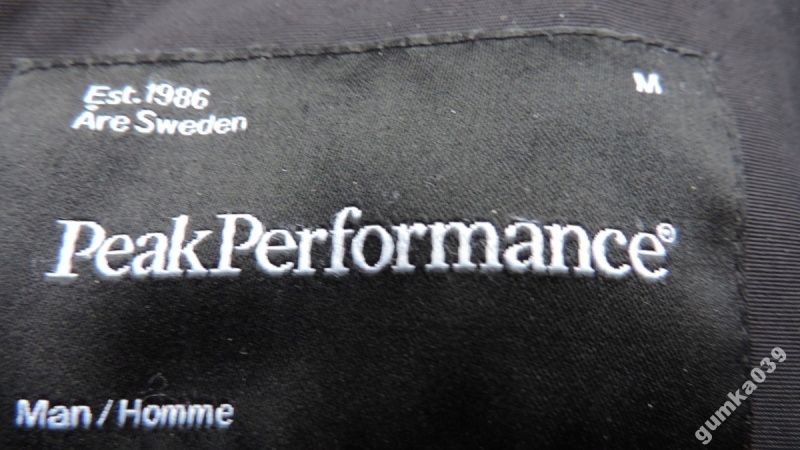 Est. 1986
Åre Sweden
M
PeakPerformance®
Man / Homme
gumka039